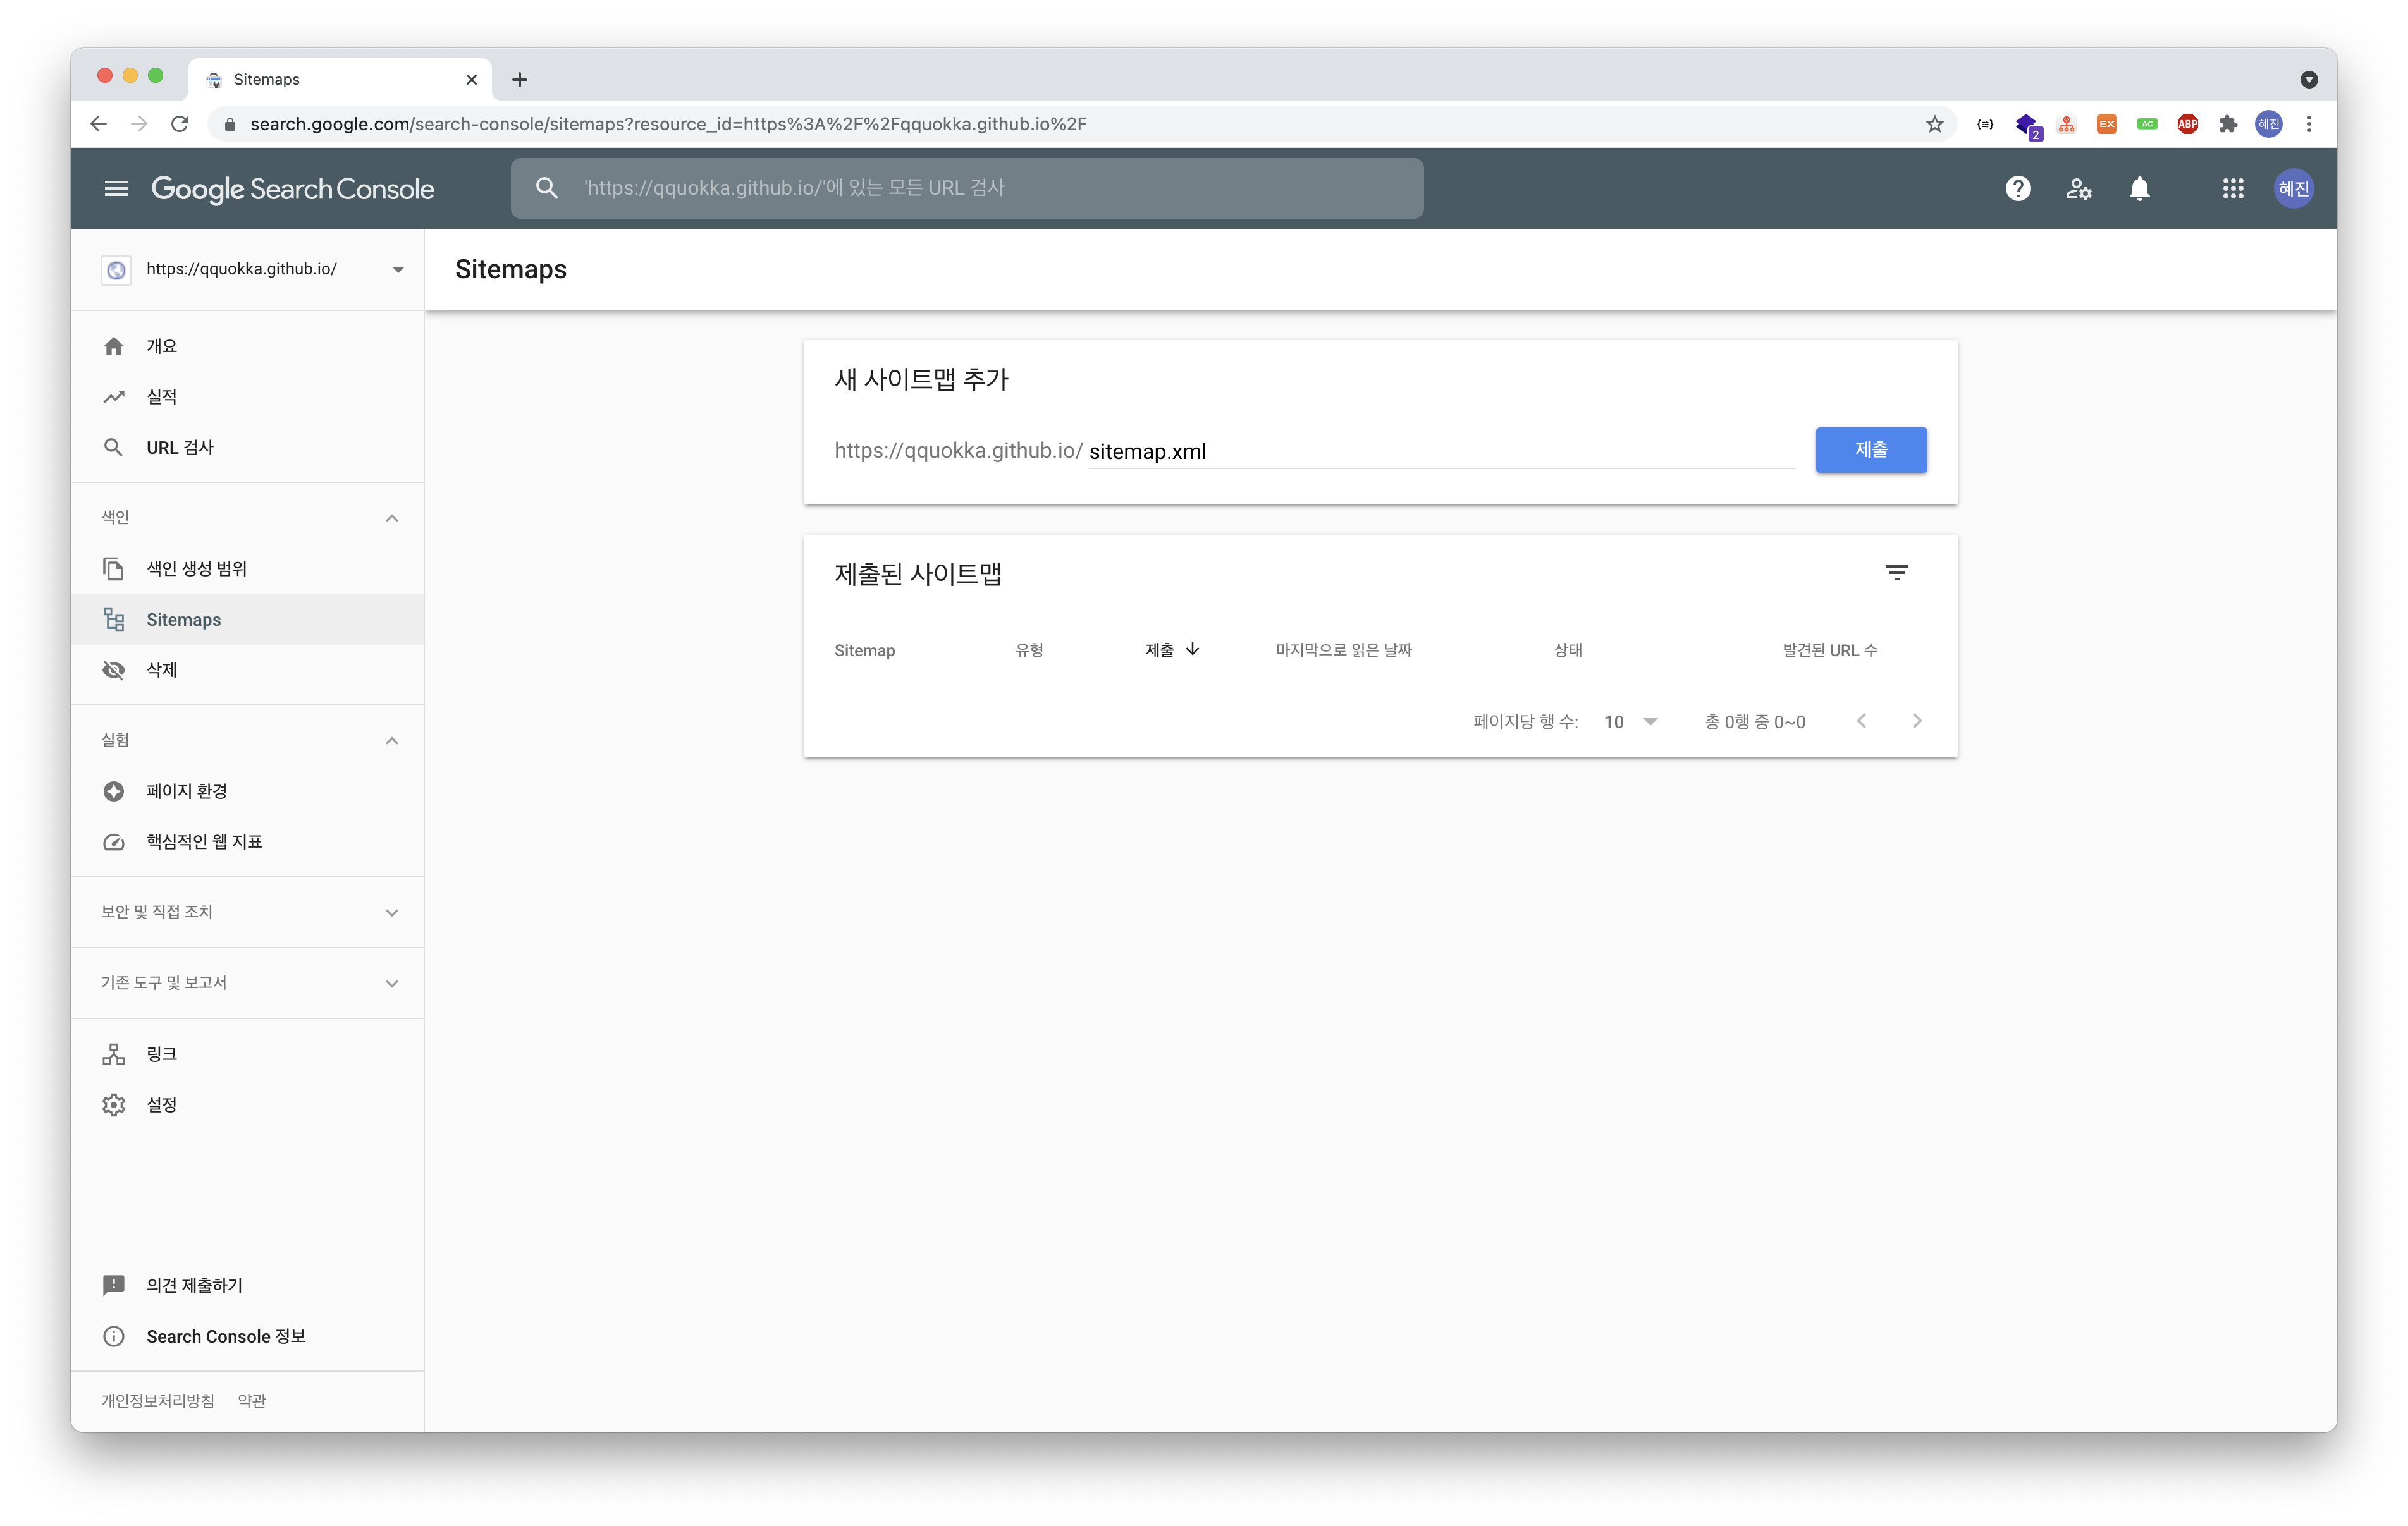 Sitemaps
search.google.com/search-console/sitemaps?resource_id=https%3A%2F%2Fqquokka.github.io%2F
2
EX
AC
ABP
혜진
Google Search Console
'https://qquokka.github.io/'에 있는 모든 URL 검사
혜진
https://qquokka.github.io/
Sitemaps
개요
실적
URL 검사
색인
색인 생성 범위
Sitemaps
삭제
실험
페이지 환경
핵심적인 웹 지표
보안 및 직접 조치
기존 도구 및 보고서
링크
설정
의견 제출하기
Search Console 정보
개인정보처리방침 약관
새 사이트맵 추가
https://qquokka.github.io/ sitemap.xml
제출
제출된 사이트맵
Sitemap 유형 제출 마지막으로 읽은 날짜 상태 발견된 URL 수
페이지당 행 수: 10 총 0행 중 0~0